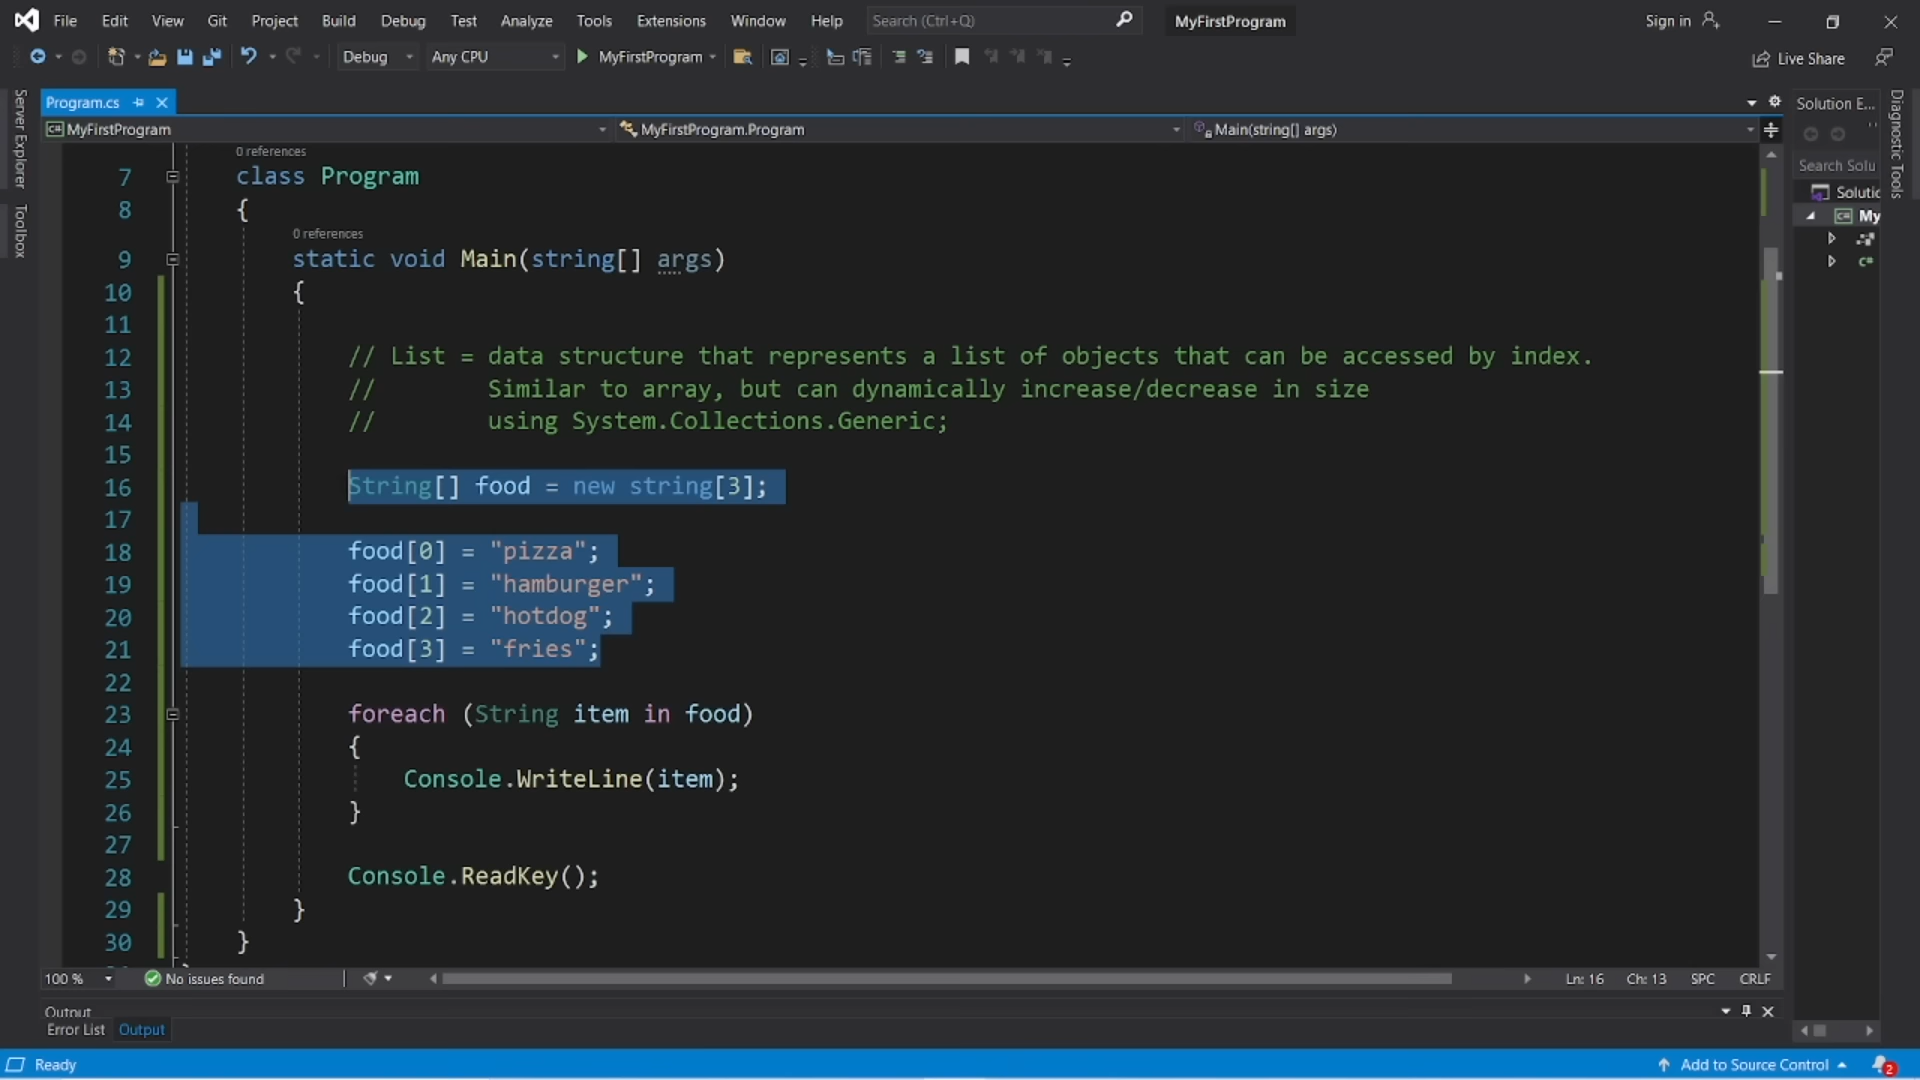 File Edit View Git Project Build Debug Test Analyze Tools Extensions Window Help Search (Ctrl+Q) MyFirstProgram Sign in
Debug Any CPU MyFirstProgram Live Share
Program.cs Solution E...
MyFirstProgram MyFirstProgram.Program Main(string[] args)
Server Explorer
Toolbox
Diagnostic Tools
Search Solu
Solutic
My
C#
0 references
7 class Program
8 {
0 references
9 static void Main(string[] args)
10 {
11
12 // List = data structure that represents a list of objects that can be accessed by index.
13 // Similar to array, but can dynamically increase/decrease in size
14 // using System.Collections.Generic;
15
16 String[] food = new string[3];
17
18 food[0] = "pizza";
19 food[1] = "hamburger";
20 food[2] = "hotdog";
21 food[3] = "fries";
22
23 foreach (String item in food)
24 {
25 Console.WriteLine(item);
26 }
27
28 Console.ReadKey();
29 }
30 }
100 % No issues found Ln: 16 Ch: 13 SPC CRLF
Output
Error List Output
Ready Add to Source Control 2